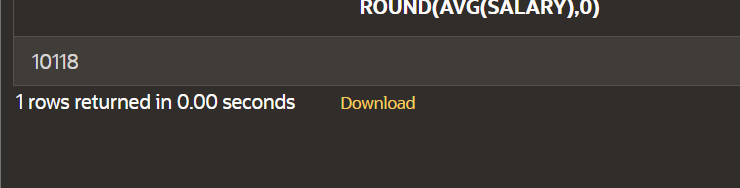 ROUND(AVG(SALARY),0)
10118
1 rows returned in 0.00 seconds Download